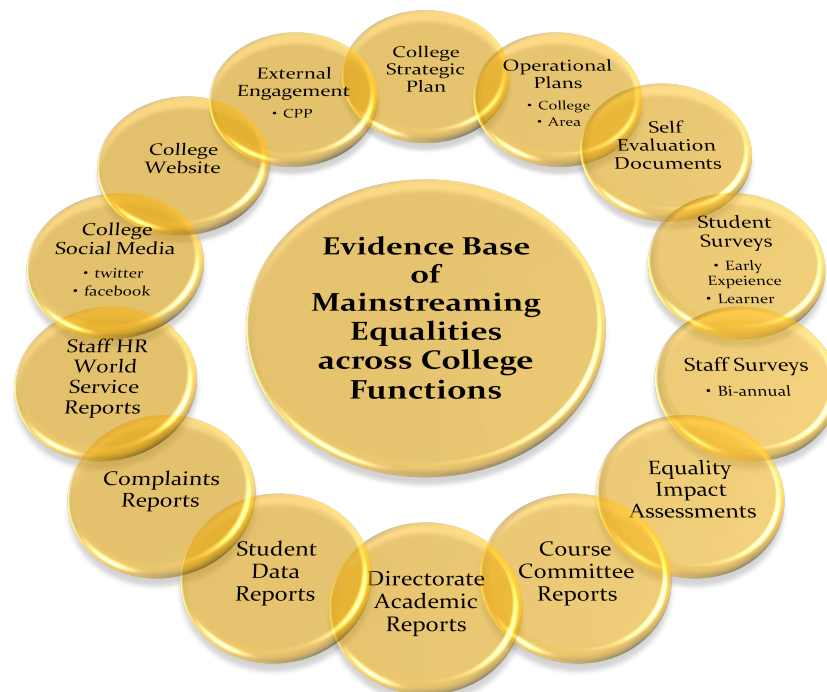 College
Strategic
Plan
Operational
Plans
• College
• Area
Self
Evaluation
Documents
Student
Surveys
• Early
Expeience
• Learner
Staff Surveys
• Bi-annual
Equality
Impact
Assessments
Course
Committee
Reports
Directorate
Academic
Reports
Student
Data
Reports
Complaints
Reports
Staff HR
World
Service
Reports
College
Social Media
• twitter
• facebook
College
Website
External
Engagement
• CPP
Evidence Base
of
Mainstreaming
Equalities
across College
Functions